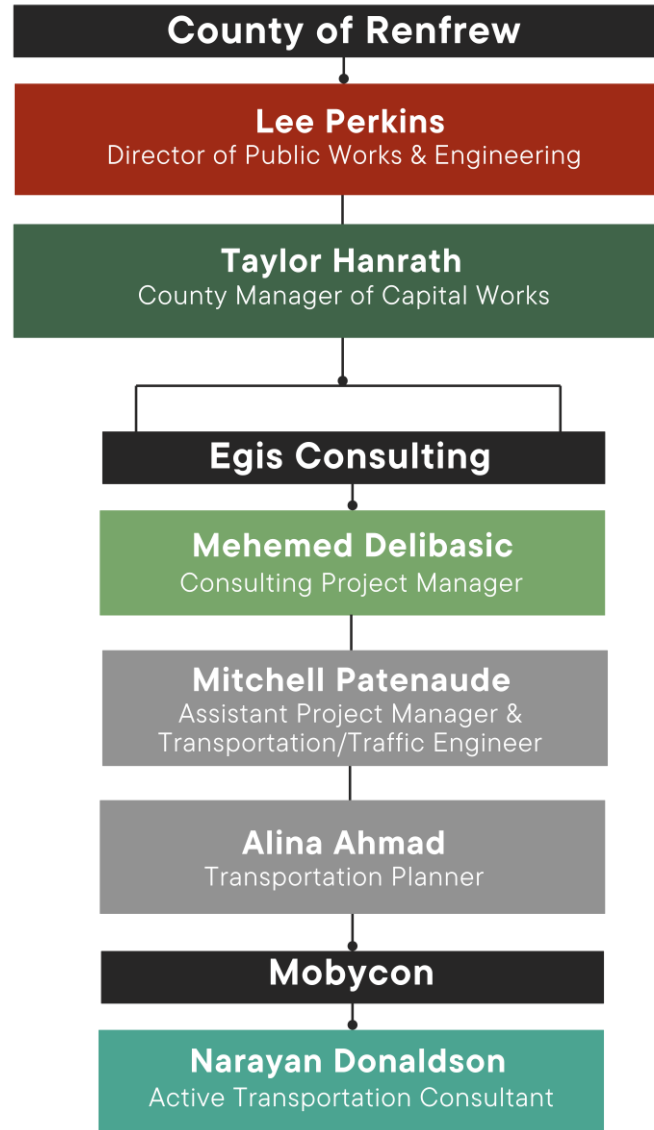 County of Renfrew
Lee Perkins
Director of Public Works & Engineering
Taylor Hanrath
County Manager of Capital Works
Egis Consulting
Mehemed Delibasic
Consulting Project Manager
Mitchell Patenaude
Assistant Project Manager &
Transportation/Traffic Engineer
Alina Ahmad
Transportation Planner
Mobycon
Narayan Donaldson
Active Transportation Consultant